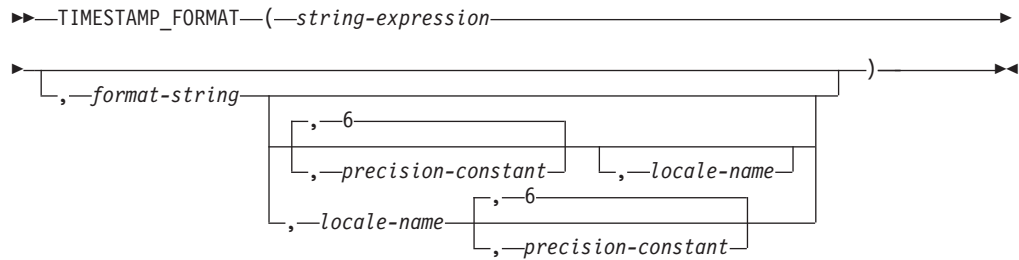 TIMESTAMP_FORMAT ( string-expression
)
, format-string
, 6
, precision-constant , locale-name
, 6
, locale-name
, precision-constant